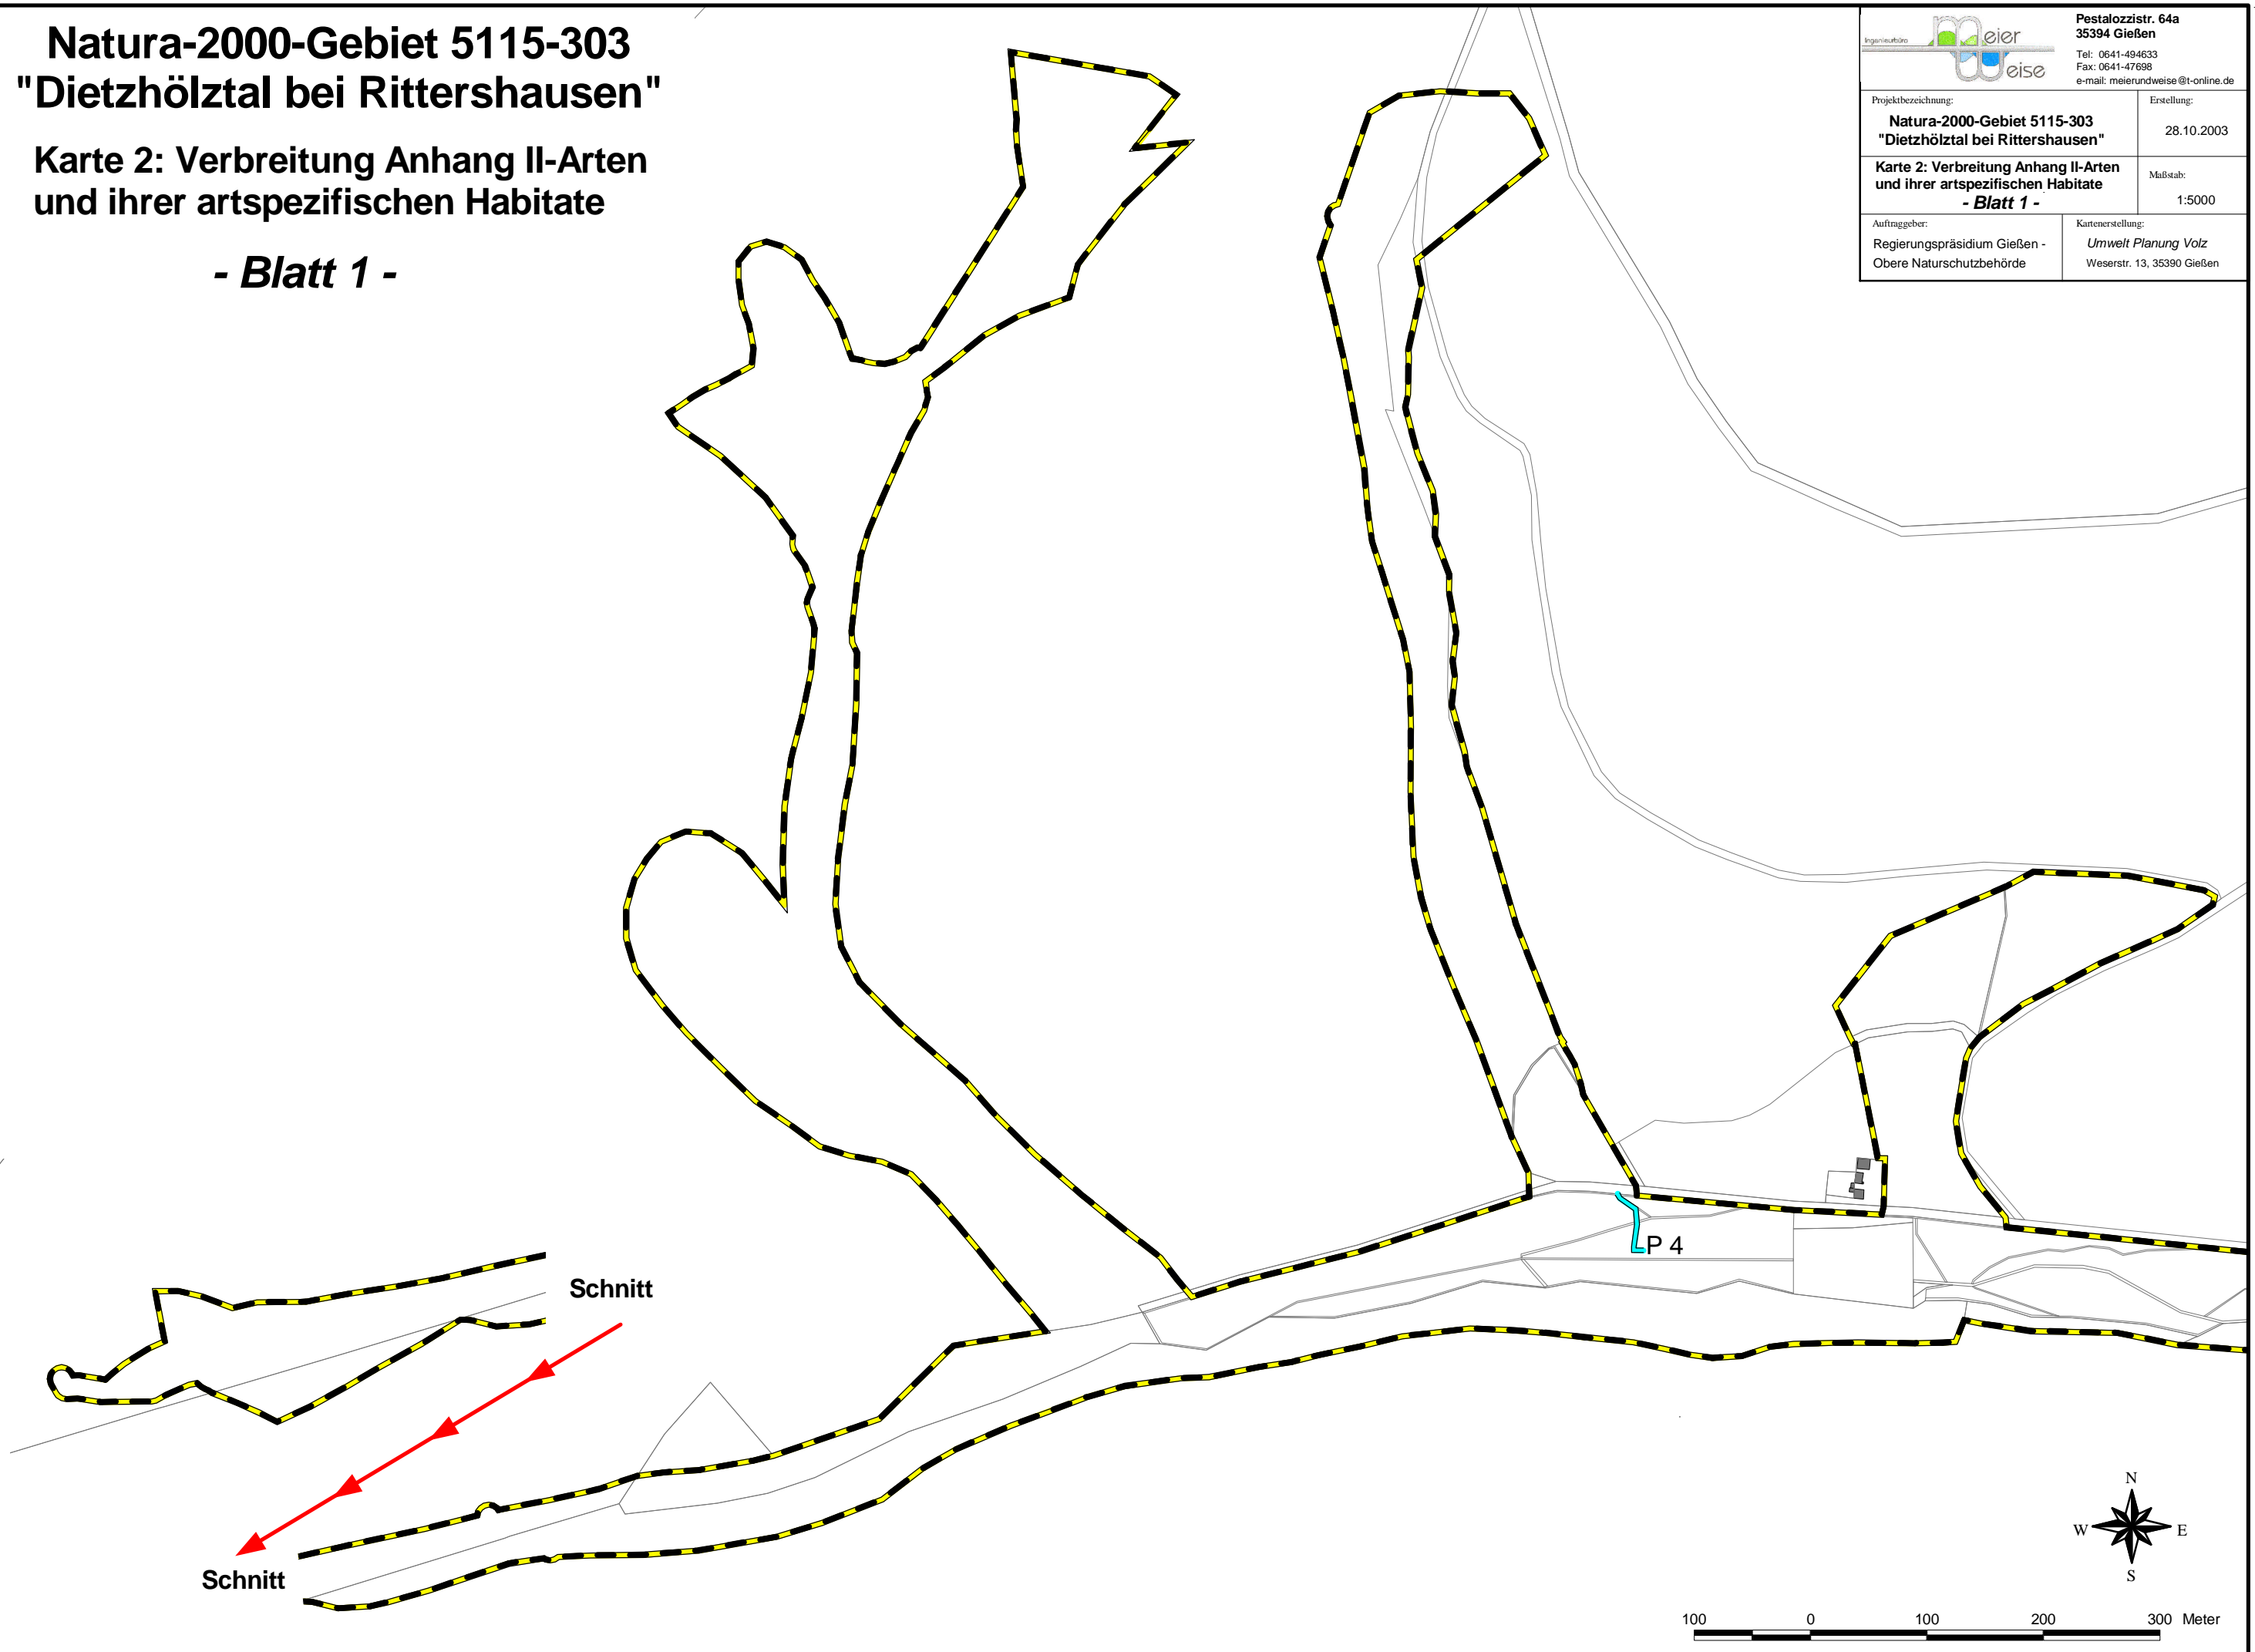 Natura-2000-Gebiet 5115-303
"Dietzhölztal bei Rittershausen"
Karte 2: Verbreitung Anhang II-Arten
und ihrer artspezifischen Habitate
- Blatt 1 -
Ingenieurbüro
eier
eise
Pestalozzistr. 64a
35394 Gießen
Tel: 0641-494633
Fax: 0641-47698
e-mail: meierundweise@t-online.de
Projektbezeichnung:
Natura-2000-Gebiet 5115-303
"Dietzhölztal bei Rittershausen"
Erstellung:
28.10.2003
Karte 2: Verbreitung Anhang II-Arten
und ihrer artspezifischen Habitate
- Blatt 1 -
Maßstab:
1:5000
Auftraggeber:
Regierungspräsidium Gießen -
Obere Naturschutzbehörde
Kartenerstellung:
Umwelt Planung Volz
Weserstr. 13, 35390 Gießen
P 4
Schnitt
Schnitt
N
W E
S
100 0 100 200 300 Meter